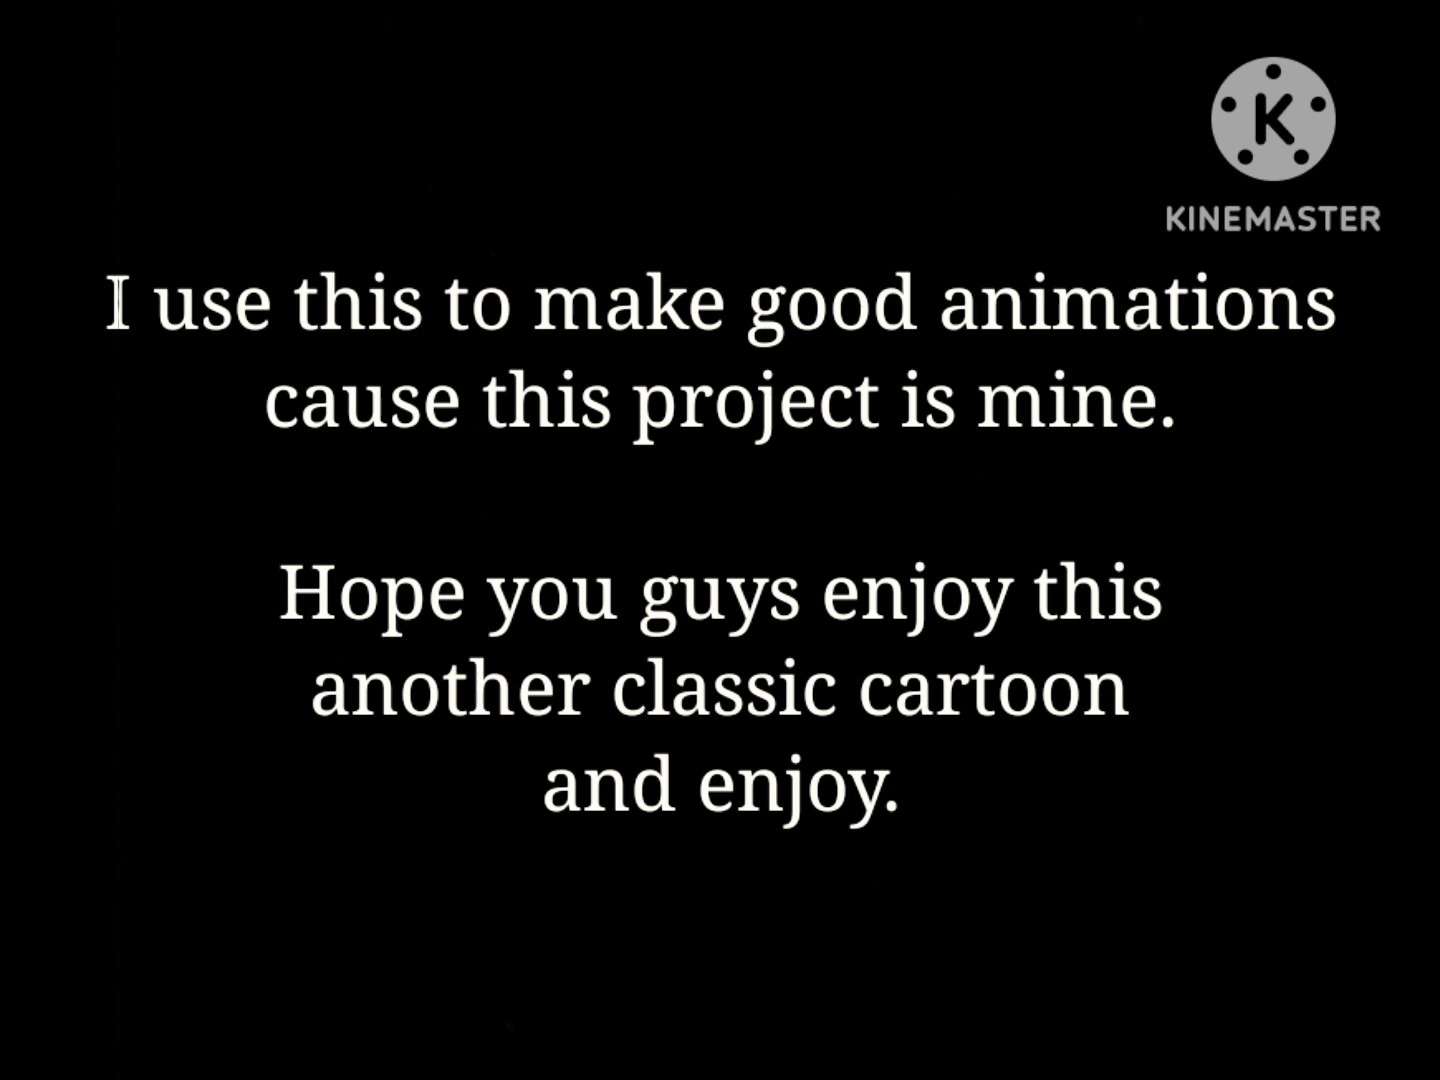 K
KINEMASTER
I use this to make good animations
cause this project is mine.
Hope you guys enjoy this
another classic cartoon
and enjoy.